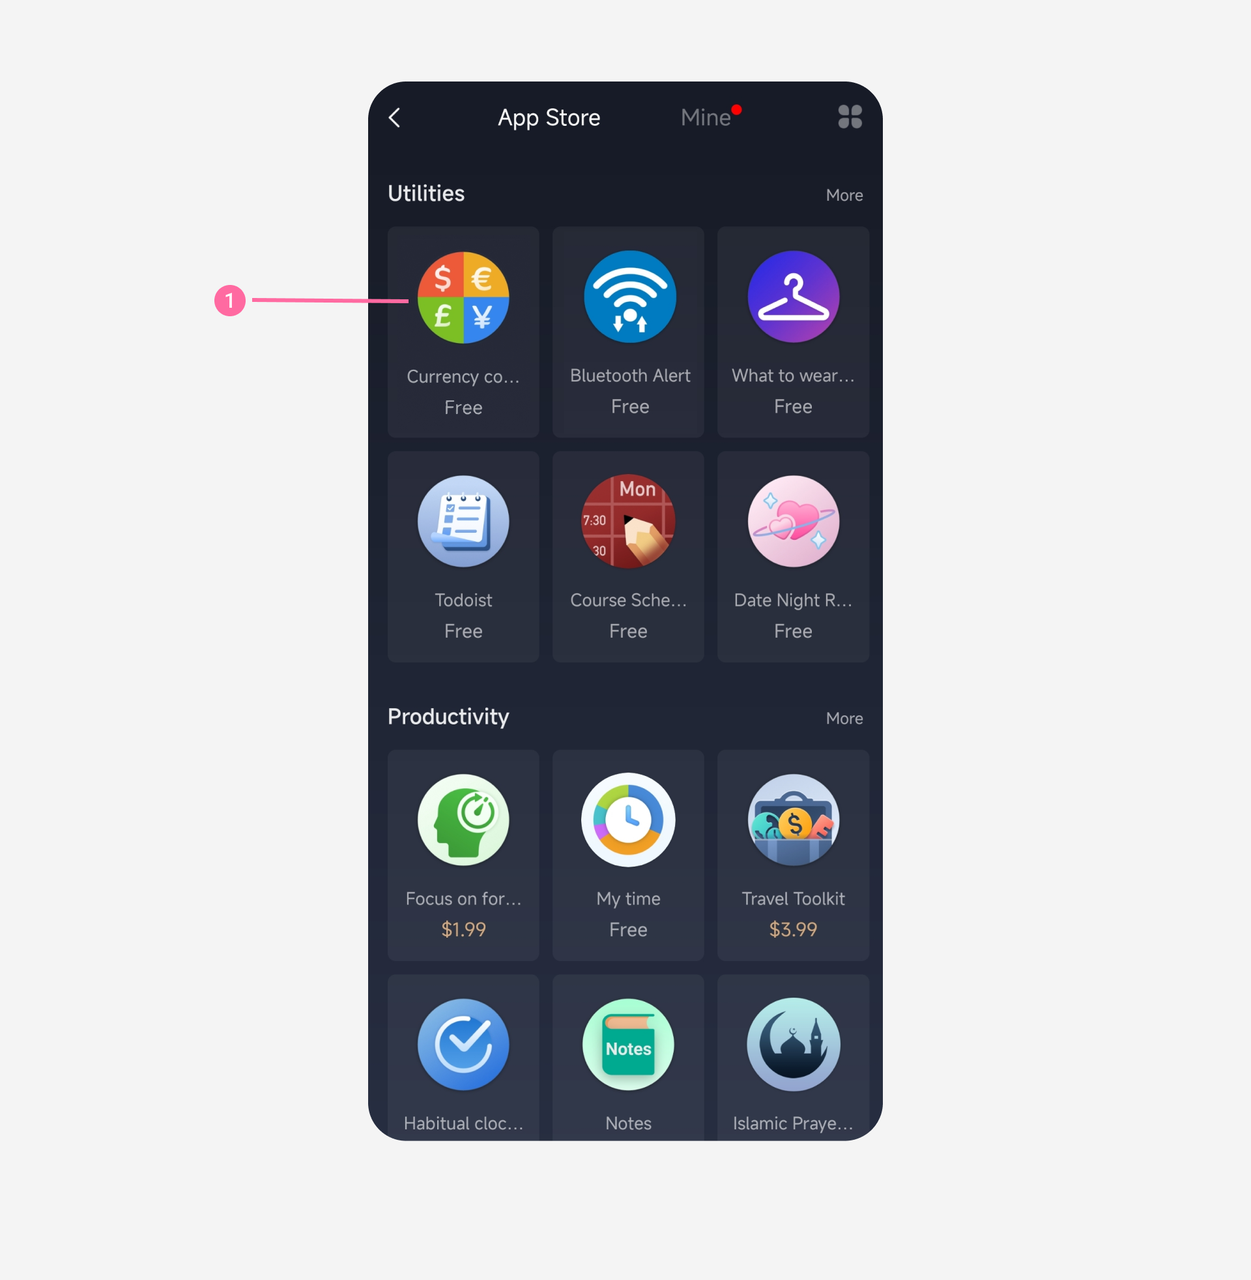 App Store
Mine
Utilities
More
1
$
€
£
¥
Currency co...
Free
Bluetooth Alert
Free
What to wear...
Free
Mon
7:30
30
Todoist
Free
Course Sche...
Free
Date Night R...
Free
Productivity
More
$
Focus on for...
$1.99
My time
Free
Travel Toolkit
$3.99
Notes
Habitual cloc...
Notes
Islamic Praye...